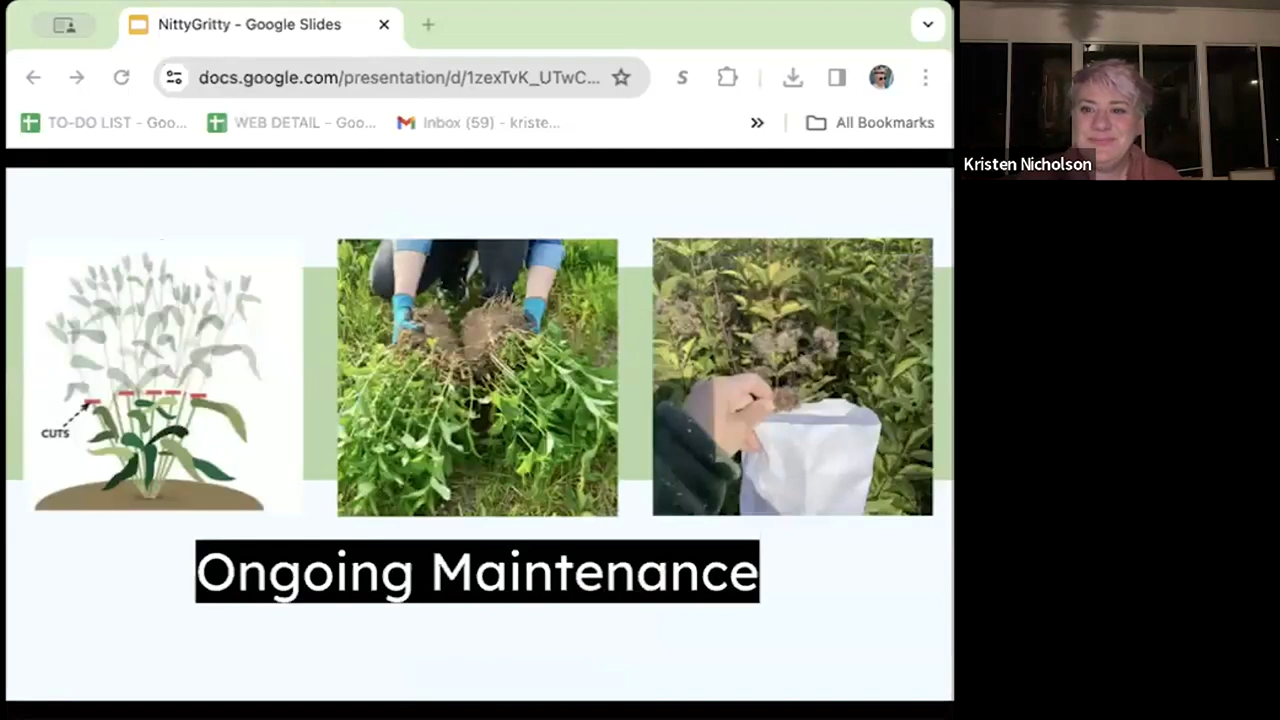 NittyGritty - Google Slides
docs.google.com/presentation/d/1zexTvK_UTwC...
TO-DO LIST - Goo... WEB DETAIL - Goo... Inbox (59) - kriste... All Bookmarks
Kristen Nicholson
CUTS
Ongoing Maintenance